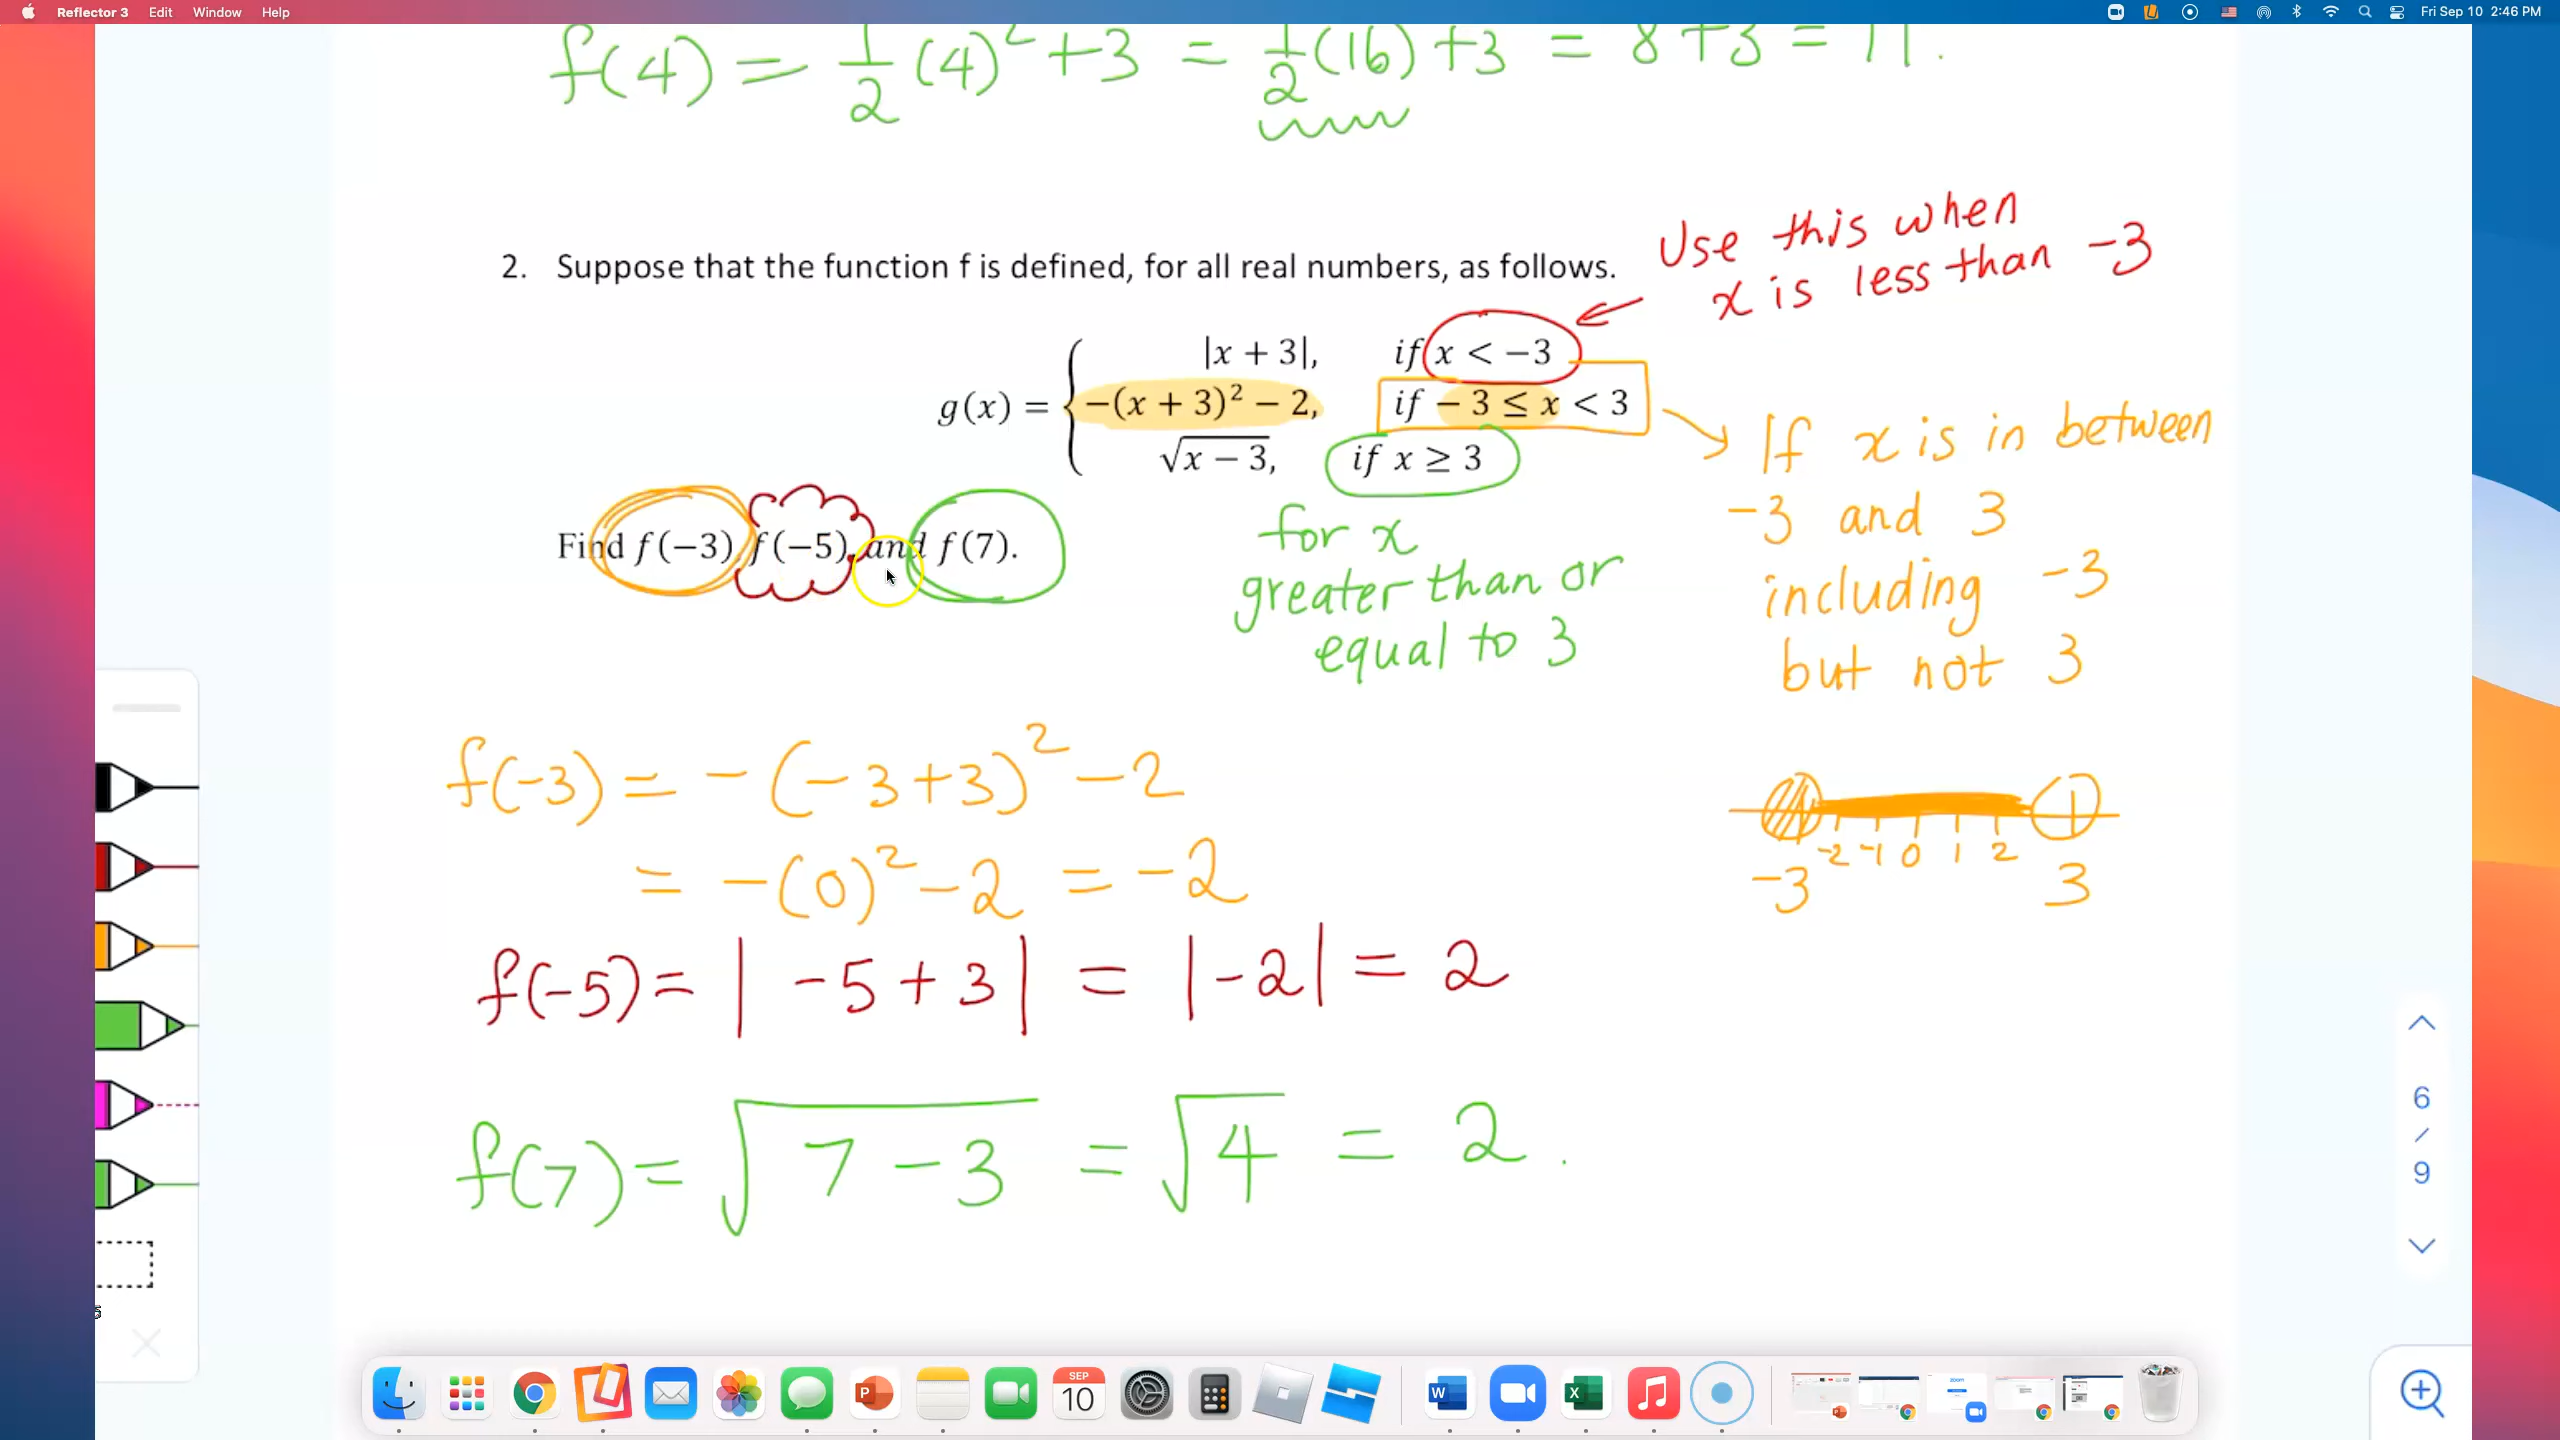 Reflector 3 Edit Window Help
Fri Sep 10 2:46 PM
f(4) = 1/2 (4)² + 3 = 1/2 (16) + 3 = 8 + 3 = 11.
2. Suppose that the function f is defined, for all real numbers, as follows.
Use this when
x is less than -3
g(x) = {
|x + 3|, if x < −3
−(x + 3)² − 2, if − 3 ≤ x < 3
√x − 3, if x ≥ 3
Find f(−3), f(−5), and f(7).
for x
greater than or
equal to 3
If x is in between
-3 and 3
including -3
but not 3
-2 -1 0 1 2
-3 3
f(-3) = -(-3+3)² -2
= -(0)² -2 = -2
f(-5) = |-5+3| = |-2| = 2
f(7) = √7-3 = √4 = 2.
6
/
9
SEP
10